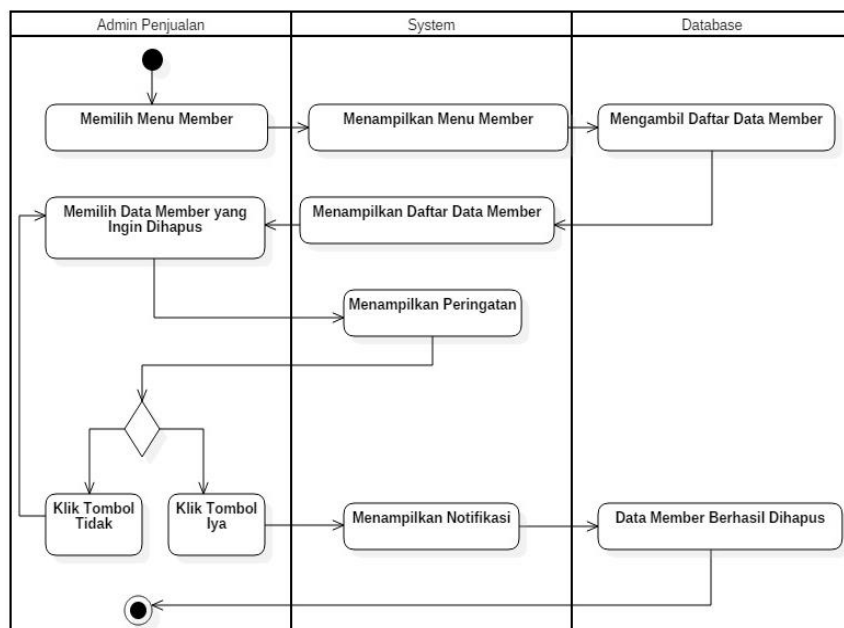 Admin Penjualan
System
Database
Memilih Menu Member
Menampilkan Menu Member
Mengambil Daftar Data Member
Memilih Data Member yang
Ingin Dihapus
Menampilkan Daftar Data Member
Menampilkan Peringatan
Klik Tombol
Tidak
Klik Tombol
Iya
Menampilkan Notifikasi
Data Member Berhasil Dihapus